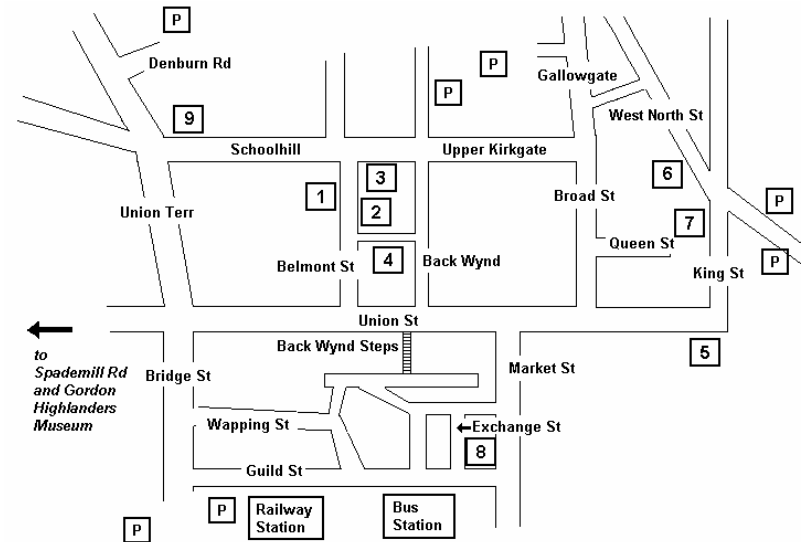 P
Denburn Rd
P
P
Gallowgate
9
West North St
Schoolhill
Upper Kirkgate
3
6
1
Broad St
P
Union Terr
2
7
Queen St
4
Back Wynd
P
Belmont St
King St
Union St
Back Wynd Steps
5
to
Spademill Rd
and Gordon
Highlanders
Museum
Bridge St
Market St
Wapping St
Exchange St
8
Guild St
P
P
Railway
Station
Bus
Station